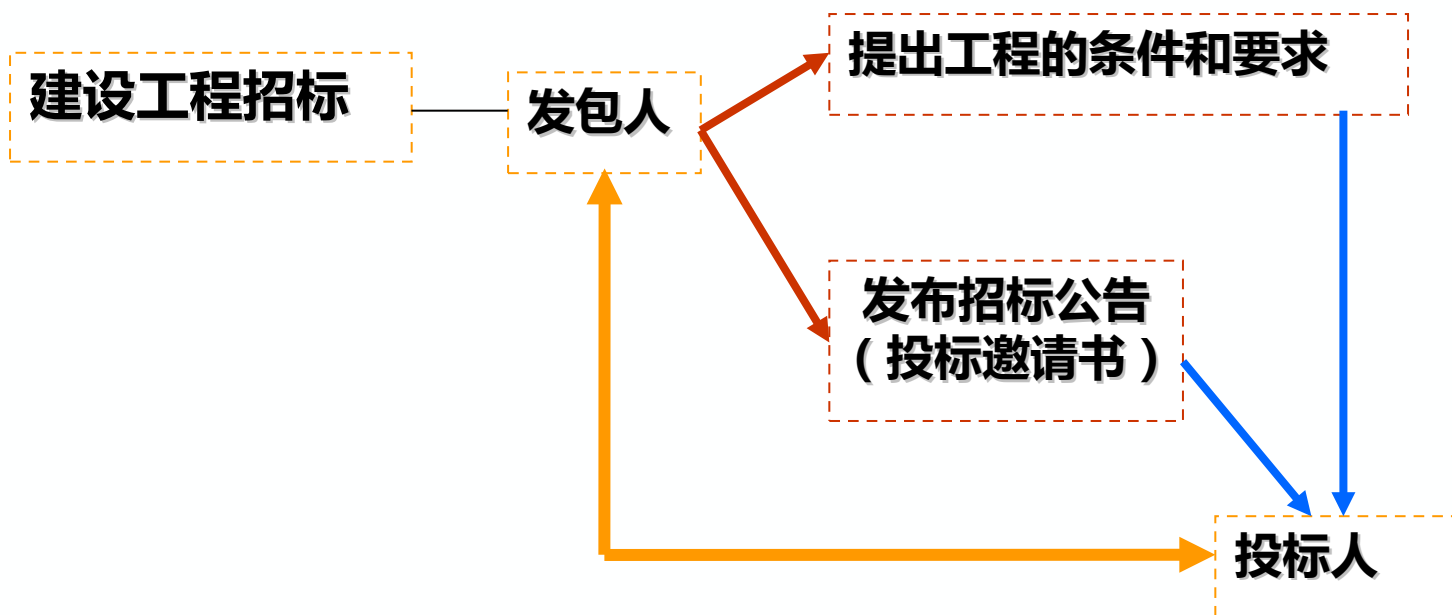 建设工程招标
发包人
提出工程的条件和要求
发布招标公告
（投标邀请书）
投标人